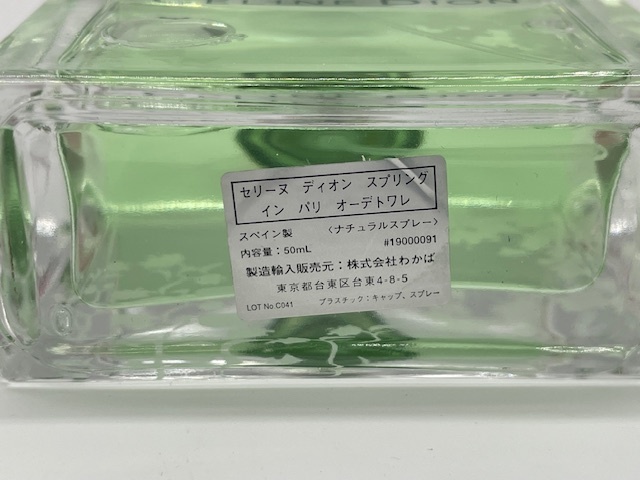 セリーヌ ディオン スプリング
イン パリ オーデトワレ
スペイン製 〈ナチュラルスプレー〉
内容量：50mL #19000091
製造輸入販売元：株式会社わかば
東京都台東区台東4-8-5
LOT No.C041 プラスチック：キャップ、スプレー